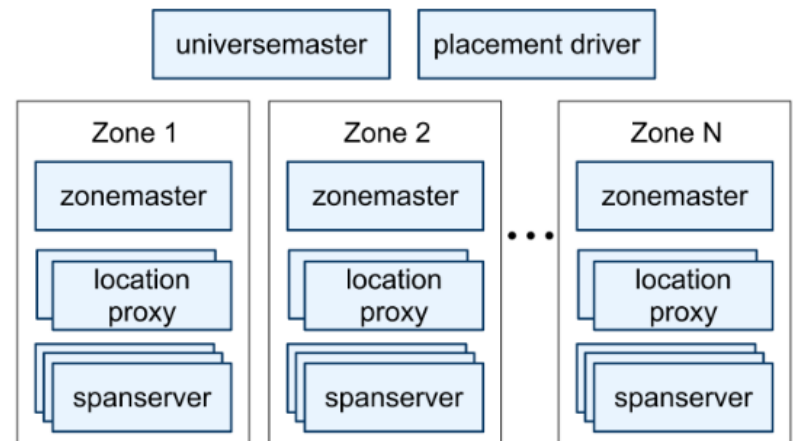 universemaster placement driver
Zone 1 Zone 2 Zone N
zonemaster zonemaster zonemaster
...
location location location
proxy proxy proxy
spanserver spanserver spanserver